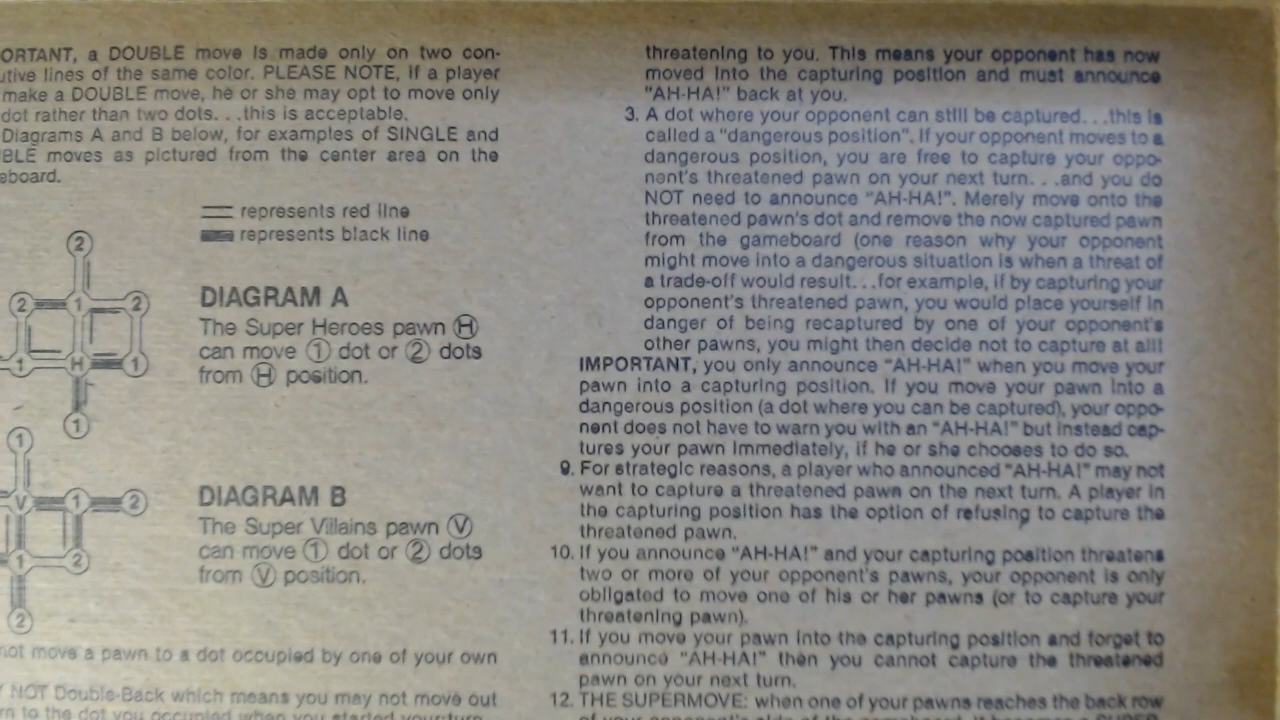 ORTANT, a DOUBLE move is made only on two con-
utive lines of the same color. PLEASE NOTE, if a player
make a DOUBLE move, he or she may opt to move only
dot rather than two dots. . .this is acceptable.
Diagrams A and B below, for examples of SINGLE and
BLE moves as pictured from the center area on the
eboard.
represents red line
represents black line
2
2 1 2
1 H 1
1
DIAGRAM A
The Super Heroes pawn H
can move 1 dot or 2 dots
from H position.
1
V 1 2
1 2
2
DIAGRAM B
The Super Villains pawn V
can move 1 dot or 2 dots
from V position.
not move a pawn to a dot occupied by one of your own
NOT Double-Back which means you may not move out
rn to the dot you occupied when you started your turn.
threatening to you. This means your opponent has now
moved into the capturing position and must announce
"AH-HA!" back at you.
3. A dot where your opponent can still be captured. . .this is
called a "dangerous position". If your opponent moves to a
dangerous position, you are free to capture your oppo-
nent's threatened pawn on your next turn. . .and you do
NOT need to announce "AH-HA!". Merely move onto the
threatened pawn's dot and remove the now captured pawn
from the gameboard (one reason why your opponent
might move into a dangerous situation is when a threat of
a trade-off would result. . .for example, if by capturing your
opponent's threatened pawn, you would place yourself in
danger of being recaptured by one of your opponent's
other pawns, you might then decide not to capture at all!
IMPORTANT, you only announce "AH-HA!" when you move your
pawn into a capturing position. If you move your pawn into a
dangerous position (a dot where you can be captured), your oppo-
nent does not have to warn you with an "AH-HA!" but instead cap-
tures your pawn immediately, if he or she chooses to do so.
9. For strategic reasons, a player who announced "AH-HA!" may not
want to capture a threatened pawn on the next turn. A player in
the capturing position has the option of refusing to capture the
threatened pawn.
10. If you announce "AH-HA!" and your capturing position threatens
two or more of your opponent's pawns, your opponent is only
obligated to move one of his or her pawns (or to capture your
threatening pawn).
11. If you move your pawn into the capturing position and forget to
announce "AH-HA!" then you cannot capture the threatened
pawn on your next turn.
12. THE SUPERMOVE: when one of your pawns reaches the back row
of your opponent's side of the gameboard, it becomes a SUPER